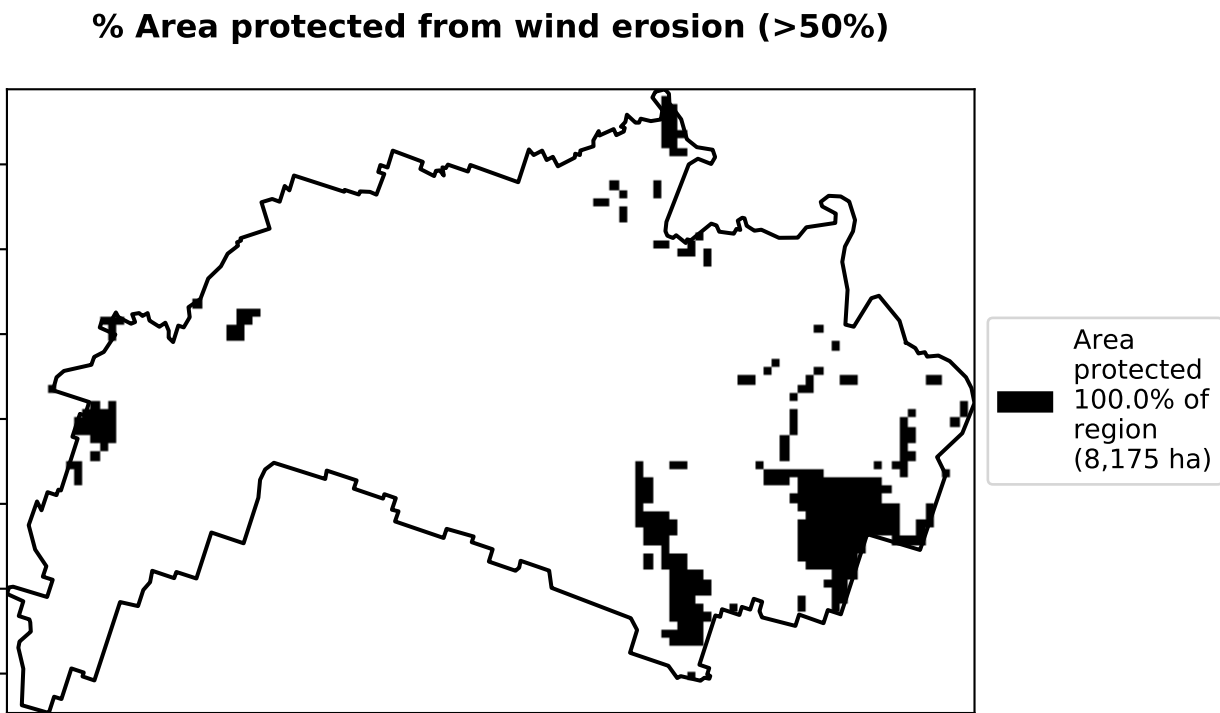 % Area protected from wind erosion (>50%)
Area
protected
100.0% of
region
(8,175 ha)